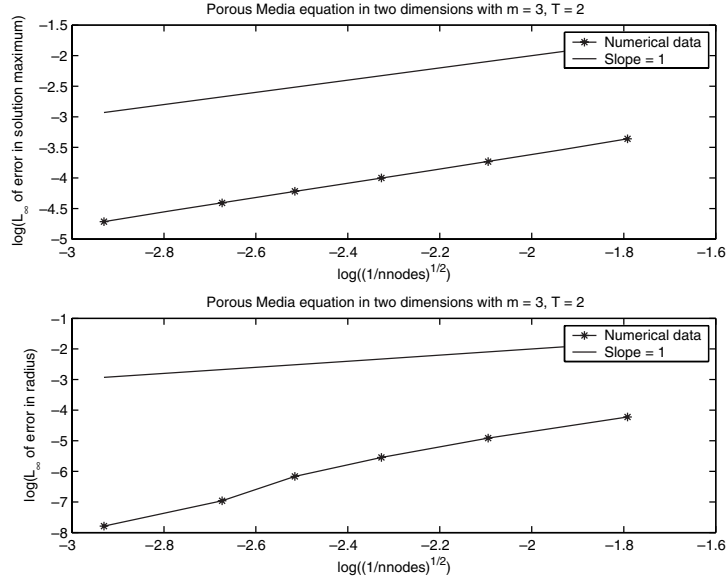 Porous Media equation in two dimensions with m = 3, T = 2
−1.5
−2
−2.5
−3
−3.5
−4
−4.5
−5
log(L∞ of error in solution maximum)
Numerical data
Slope = 1
−3 −2.8 −2.6 −2.4 −2.2 −2 −1.8 −1.6
log((1/nnodes)^1/2)
Porous Media equation in two dimensions with m = 3, T = 2
−1
−2
−3
−4
−5
−6
−7
−8
log(L∞ of error in radius)
Numerical data
Slope = 1
−3 −2.8 −2.6 −2.4 −2.2 −2 −1.8 −1.6
log((1/nnodes)^1/2)